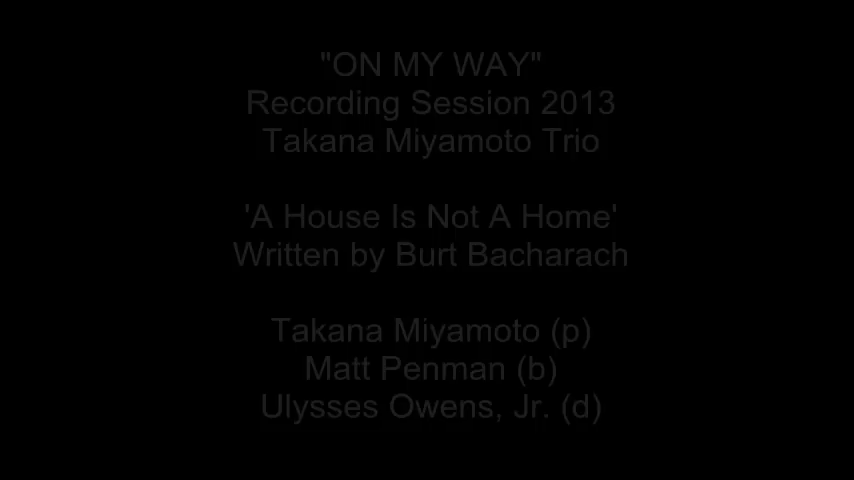 "ON MY WAY"
Recording Session 2013
Takana Miyamoto Trio
'A House Is Not A Home'
Written by Burt Bacharach
Takana Miyamoto (p)
Matt Penman (b)
Ulysses Owens, Jr. (d)